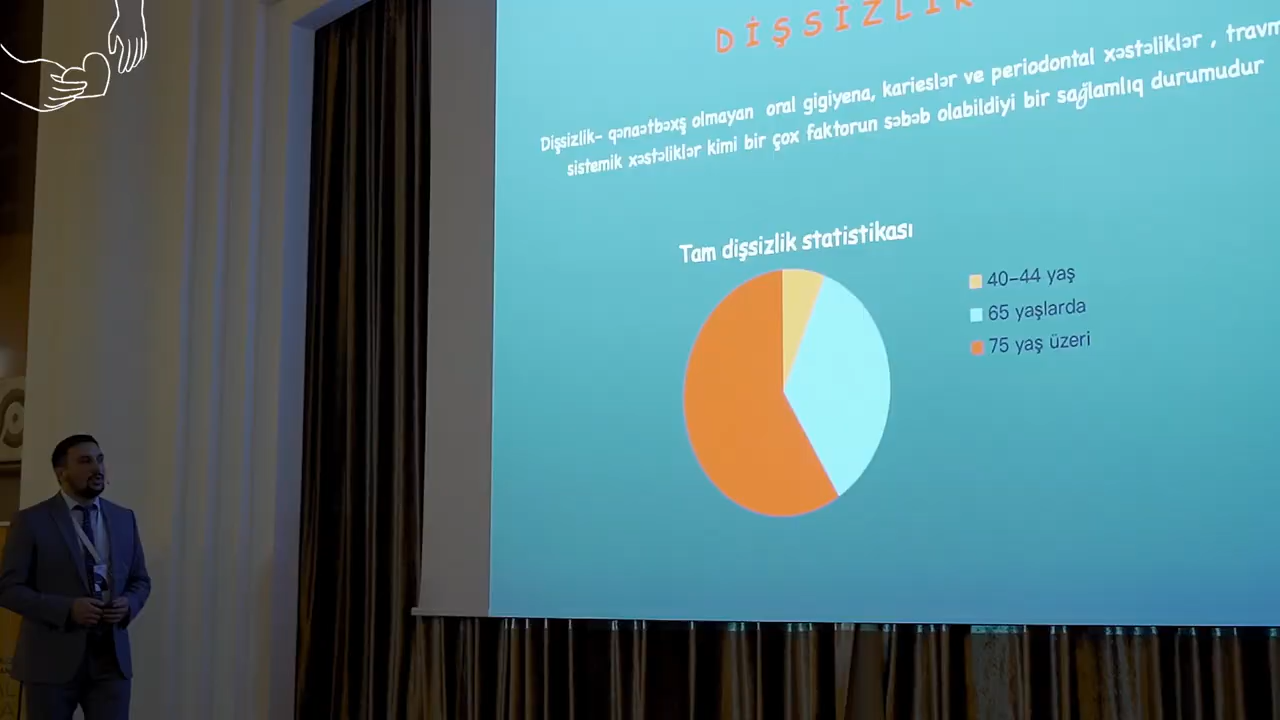 DİŞSİZLİK
Dişsizlik- qənaətbəxş olmayan oral gigiyena, karieslər ve periodontal xəstəliklər , travm
sistemik xəstəliklər kimi bir çox faktorun səbəb olabildiyi bir sağlamlıq durumudur
Tam dişsizlik statistikası
40–44 yaş
65 yaşlarda
75 yaş üzeri